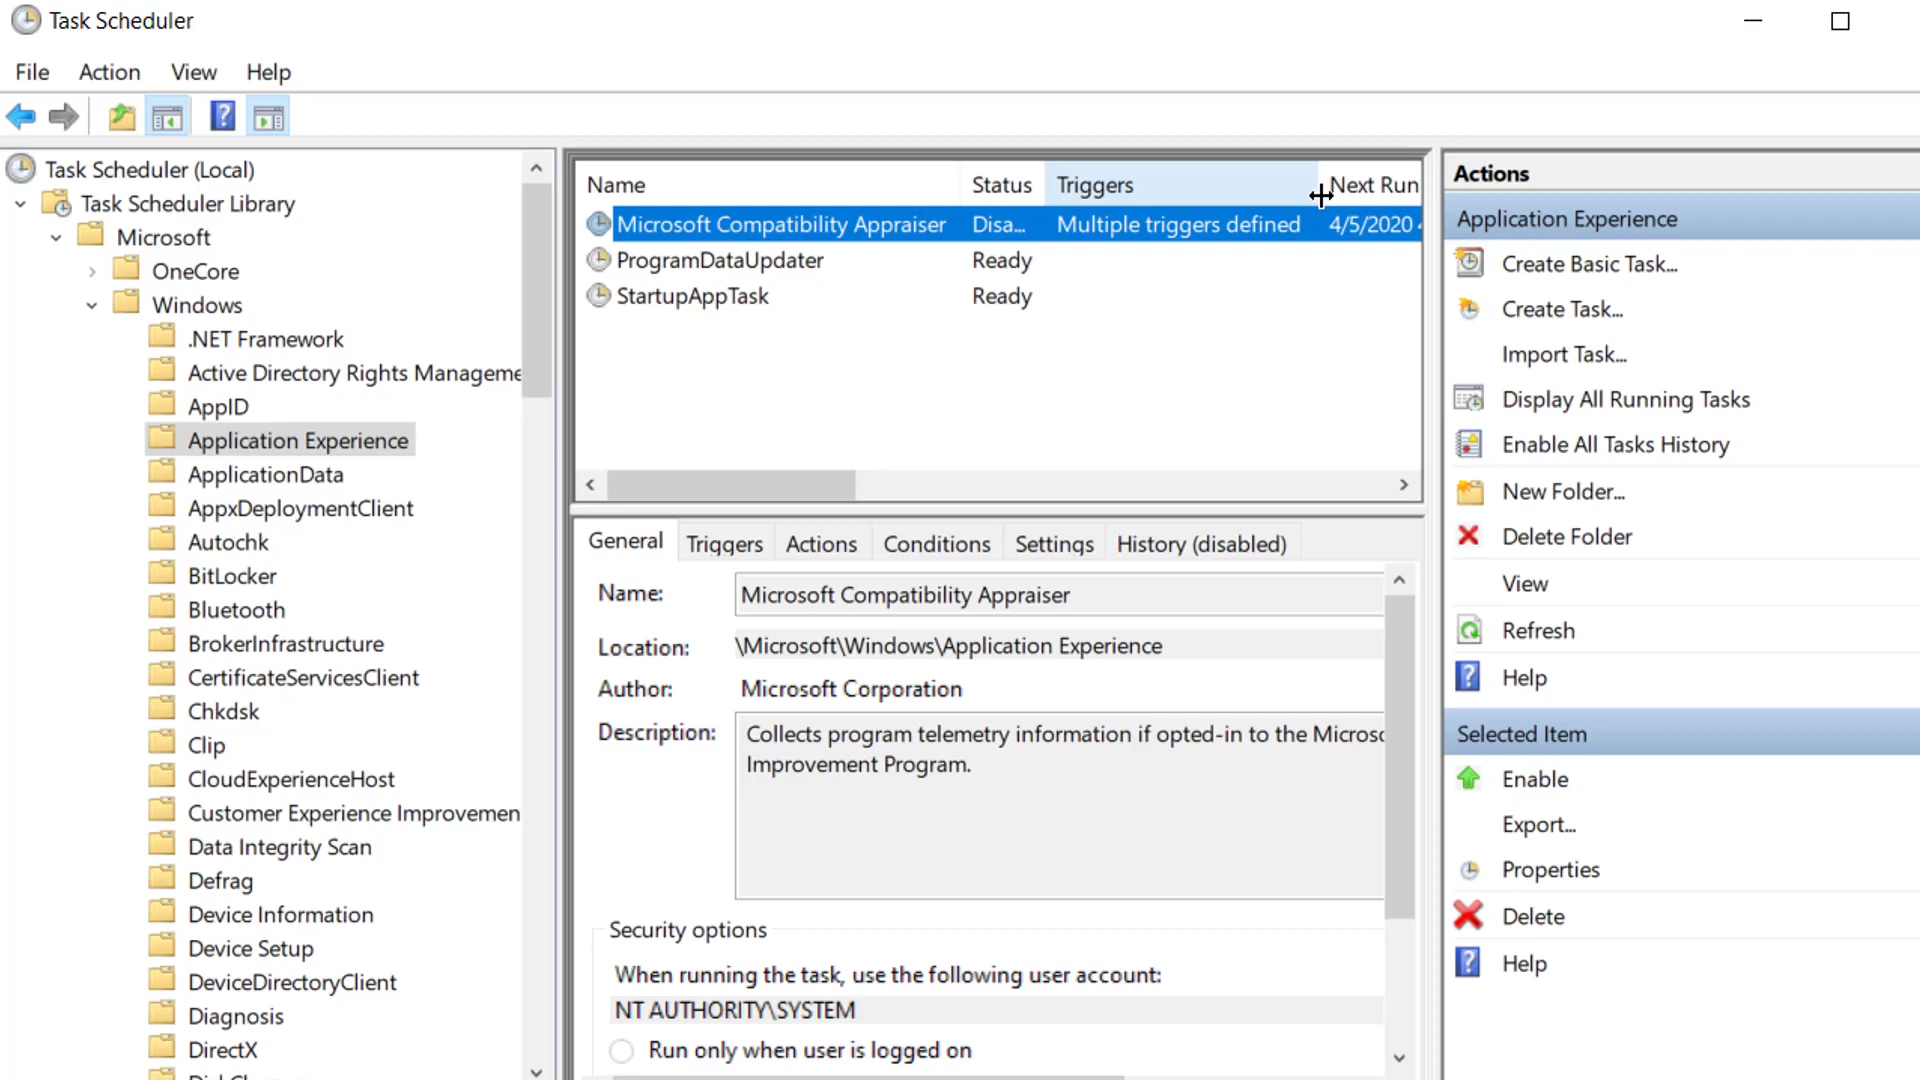 Task Scheduler
File Action View Help
Task Scheduler (Local)
Task Scheduler Library
Microsoft
OneCore
Windows
.NET Framework
Active Directory Rights Manageme
AppID
Application Experience
ApplicationData
AppxDeploymentClient
Autochk
BitLocker
Bluetooth
BrokerInfrastructure
CertificateServicesClient
Chkdsk
Clip
CloudExperienceHost
Customer Experience Improvemen
Data Integrity Scan
Defrag
Device Information
Device Setup
DeviceDirectoryClient
Diagnosis
DirectX
Name Status Triggers Next Run
Microsoft Compatibility Appraiser Disa... Multiple triggers defined 4/5/2020
ProgramDataUpdater Ready
StartupAppTask Ready
General Triggers Actions Conditions Settings History (disabled)
Name: Microsoft Compatibility Appraiser
Location: \Microsoft\Windows\Application Experience
Author: Microsoft Corporation
Description: Collects program telemetry information if opted-in to the Microso
Improvement Program.
Security options
When running the task, use the following user account:
NT AUTHORITY\SYSTEM
Run only when user is logged on
Actions
Application Experience
Create Basic Task...
Create Task...
Import Task...
Display All Running Tasks
Enable All Tasks History
New Folder...
Delete Folder
View
Refresh
Help
Selected Item
Enable
Export...
Properties
Delete
Help